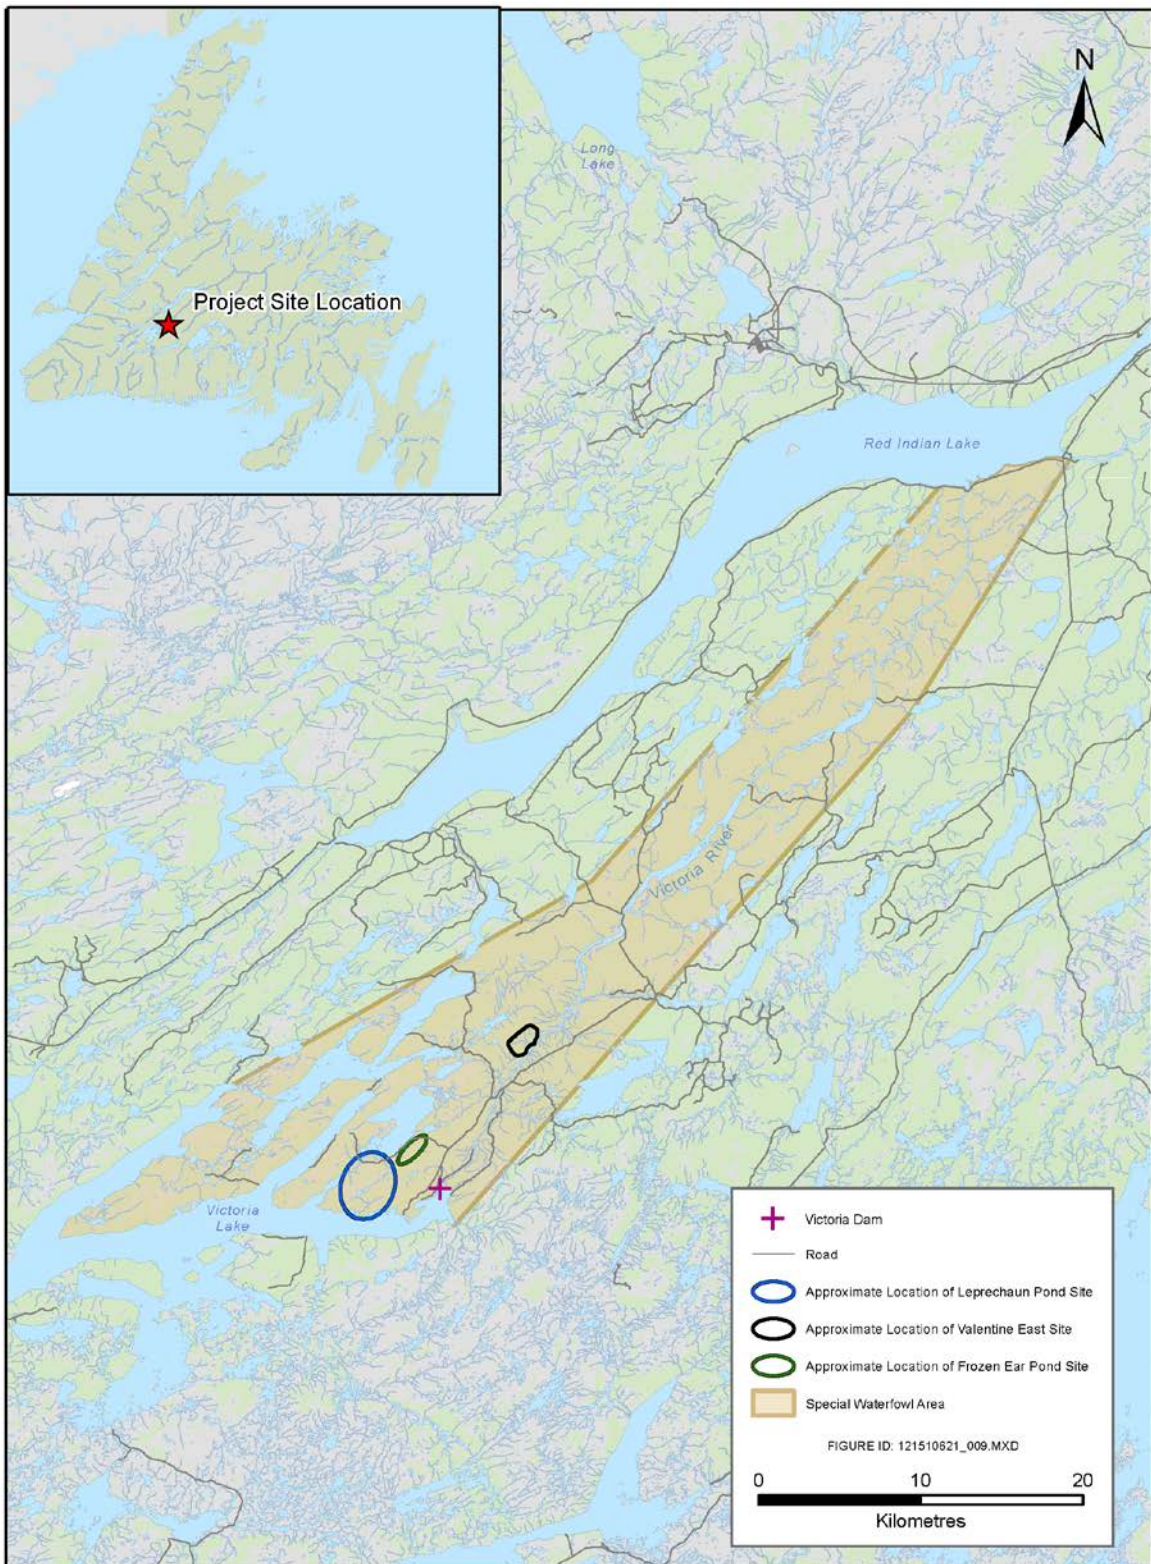 N
Long
Lake
Project Site Location
Red Indian Lake
Victoria River
Victoria
Lake
Victoria Dam
Road
Approximate Location of Leprechaun Pond Site
Approximate Location of Valentine East Site
Approximate Location of Frozen Ear Pond Site
Special Waterfowl Area
FIGURE ID: 121510621_009.MXD
0 10 20
Kilometres